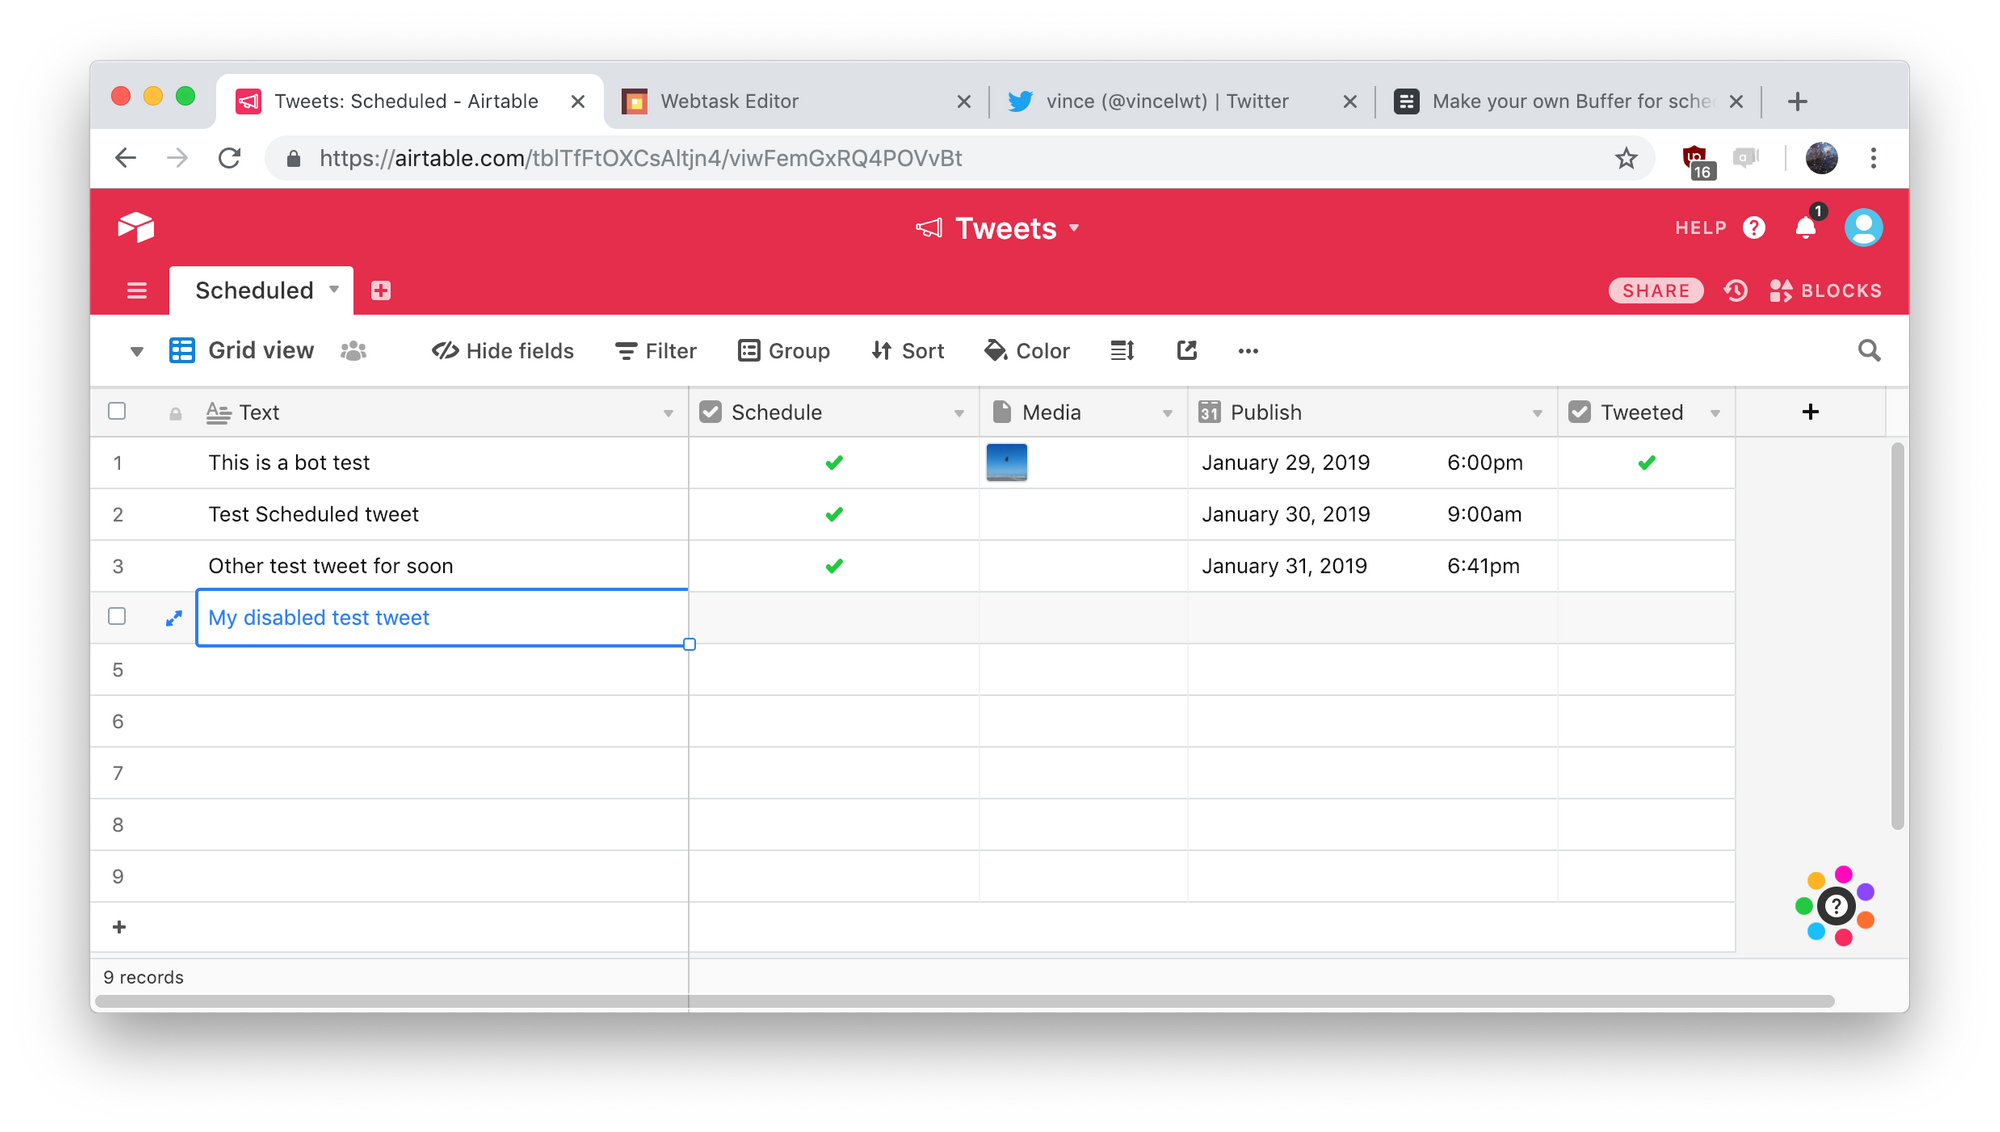 Tweets: Scheduled - Airtable
Webtask Editor
vince (@vincelwt) | Twitter
Make your own Buffer for sche
https://airtable.com/tblTfFtOXCsAltjn4/viwFemGxRQ4POVvBt
16
Tweets
HELP ?
1
Scheduled
SHARE
BLOCKS
Grid view
Hide fields
Filter
Group
Sort
Color
Text
Schedule
Media
31 Publish
Tweeted
1 This is a bot test January 29, 2019 6:00pm
2 Test Scheduled tweet January 30, 2019 9:00am
3 Other test tweet for soon January 31, 2019 6:41pm
My disabled test tweet
5
6
7
8
9
+
?
9 records